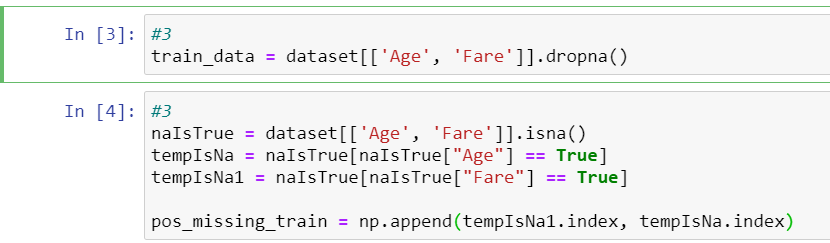 In [3]: #3
train_data = dataset[['Age', 'Fare']].dropna()
In [4]: #3
naIsTrue = dataset[['Age', 'Fare']].isna()
tempIsNa = naIsTrue[naIsTrue["Age"] == True]
tempIsNa1 = naIsTrue[naIsTrue["Fare"] == True]
pos_missing_train = np.append(tempIsNa1.index, tempIsNa.index)